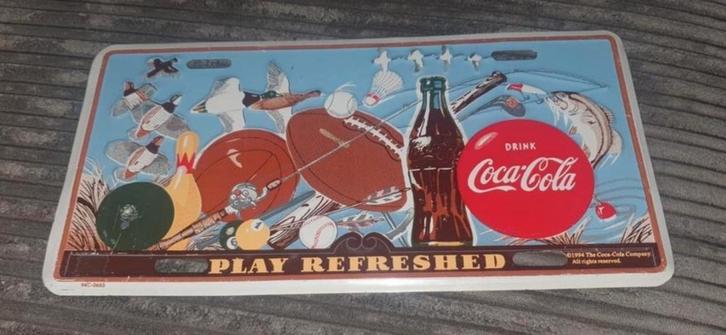 DRINK
Coca-Cola
PLAY REFRESHED
©1994 The Coca-Cola Company
All rights reserved.